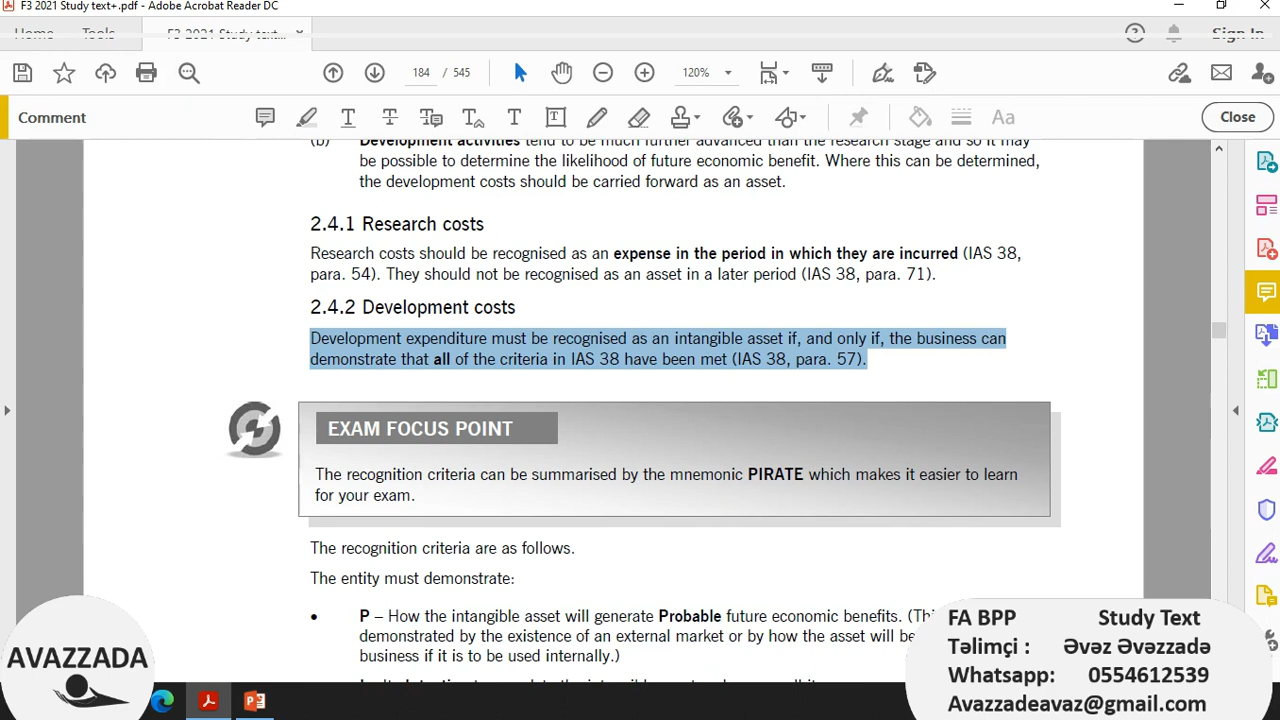 F3 2021 Study text+.pdf - Adobe Acrobat Reader DC
Home Tools F3 2021 Study text... × Sign In
184 / 545 120%
Comment Close
(b) Development activities tend to be much further advanced than the research stage and so it may
be possible to determine the likelihood of future economic benefit. Where this can be determined,
the development costs should be carried forward as an asset.
2.4.1 Research costs
Research costs should be recognised as an expense in the period in which they are incurred (IAS 38,
para. 54). They should not be recognised as an asset in a later period (IAS 38, para. 71).
2.4.2 Development costs
Development expenditure must be recognised as an intangible asset if, and only if, the business can
demonstrate that all of the criteria in IAS 38 have been met (IAS 38, para. 57).
EXAM FOCUS POINT
The recognition criteria can be summarised by the mnemonic PIRATE which makes it easier to learn
for your exam.
The recognition criteria are as follows.
The entity must demonstrate:
• P – How the intangible asset will generate Probable future economic benefits. (Thi
demonstrated by the existence of an external market or by how the asset will be
business if it is to be used internally.)
AVAZZADA
FA BPP Study Text
Təlimçi : Əvəz Əvəzzadə
Whatsapp: 0554612539
Avazzadeavaz@gmail.com